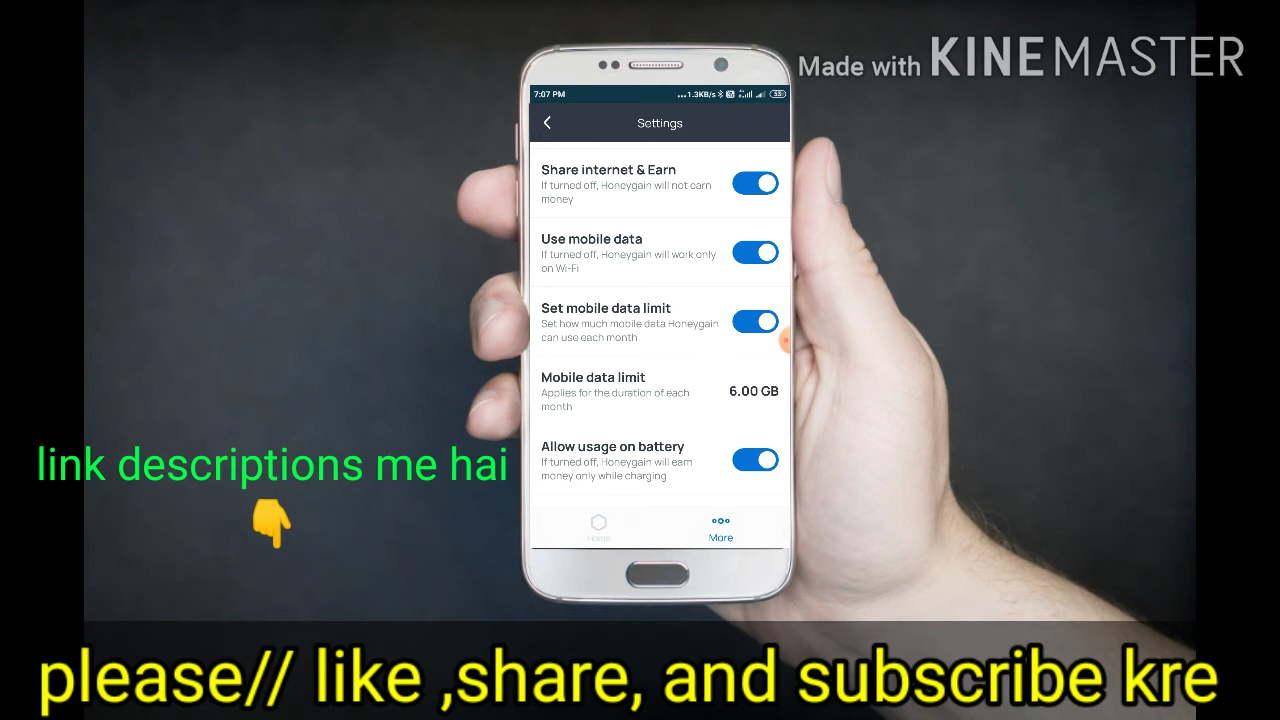 Made with KINEMASTER
7:07 PM
...1.3KB/s
53
Settings
Share internet & Earn
If turned off, Honeygain will not earn
money
Use mobile data
If turned off, Honeygain will work only
on Wi-Fi
Set mobile data limit
Set how much mobile data Honeygain
can use each month
Mobile data limit
6.00 GB
Applies for the duration of each
month
Allow usage on battery
If turned off, Honeygain will earn
money only while charging
Home
More
link descriptions me hai
please// like ,share, and subscribe kre